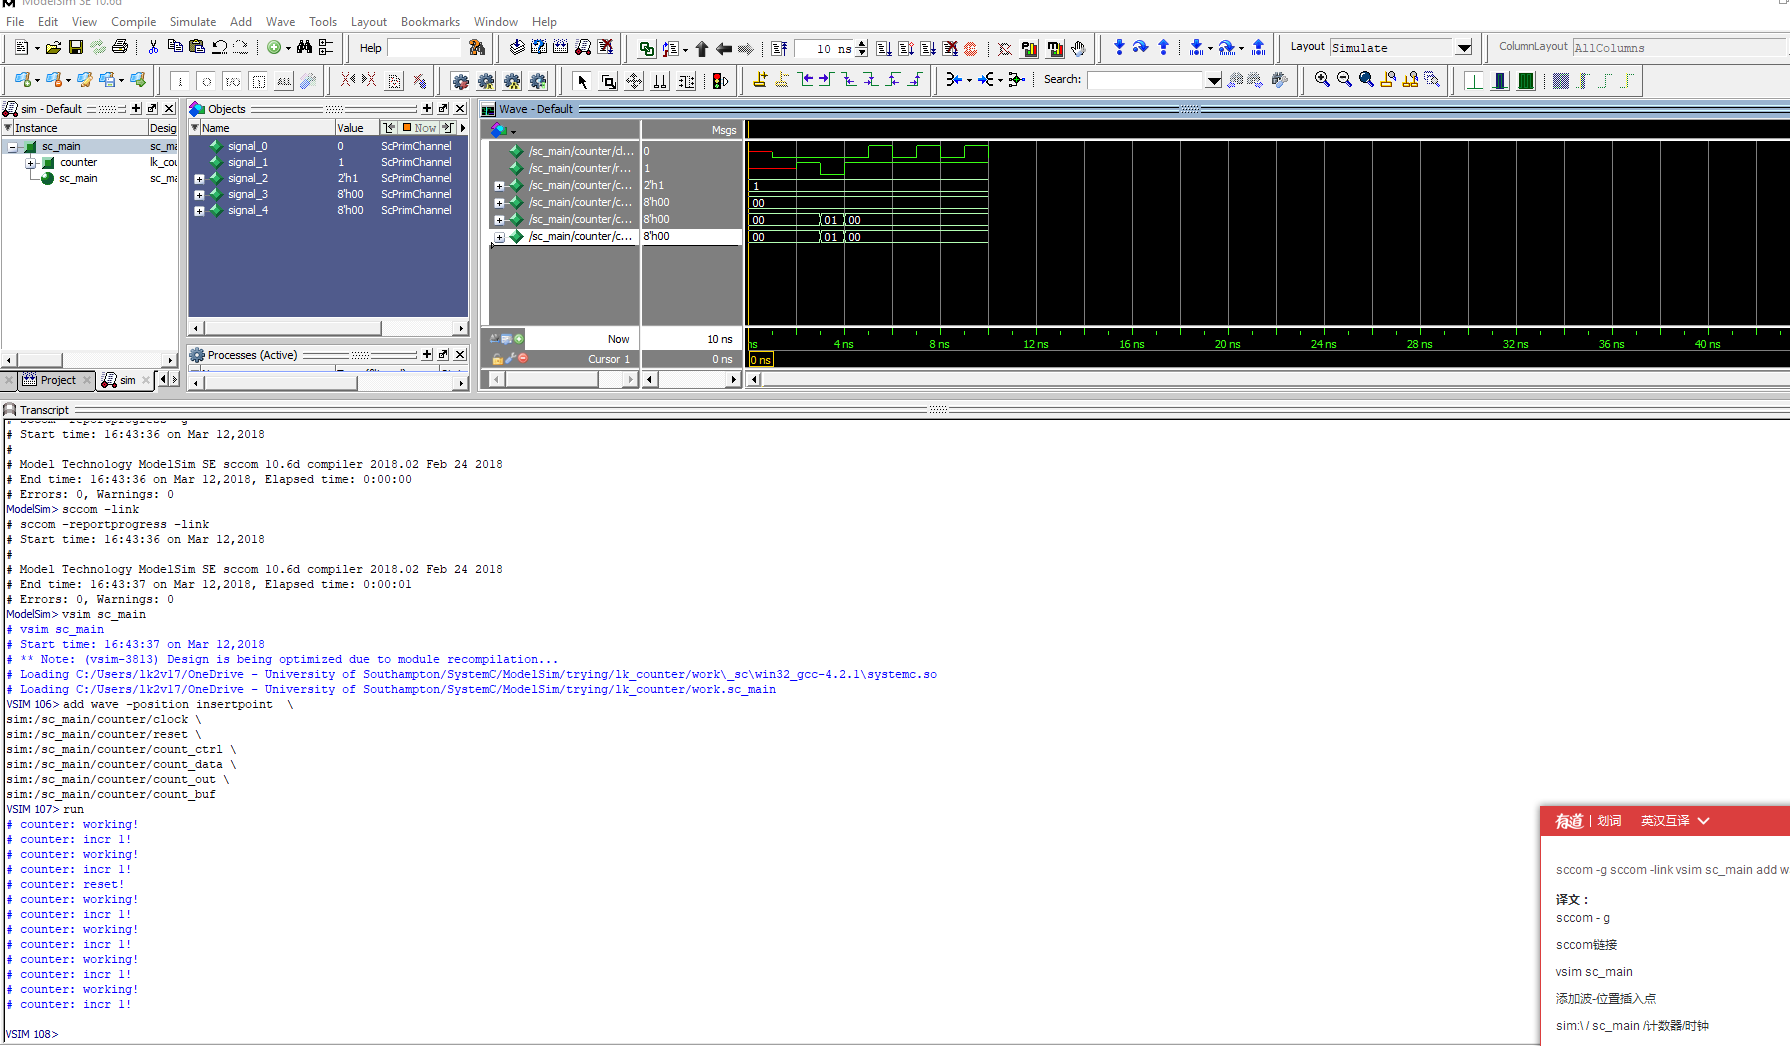 ModelSim SE 10.6d
File Edit View Compile Simulate Add Wave Tools Layout Bookmarks Window Help
Help
10 ns
Layout Simulate
ColumnLayout AllColumns
Search:
sim - Default
Instance Desig
sc_main sc_ma
counter lk_cou
sc_main sc_ma
Project sim
Objects
Name Value Now
signal_0 0 ScPrimChannel
signal_1 1 ScPrimChannel
signal_2 2'h1 ScPrimChannel
signal_3 8'h00 ScPrimChannel
signal_4 8'h00 ScPrimChannel
Processes (Active)
Wave - Default
Msgs
/sc_main/counter/cl... 0
/sc_main/counter/r... 1
/sc_main/counter/c... 2'h1 1
/sc_main/counter/c... 8'h00 00
/sc_main/counter/c... 8'h00 00 01 00
/sc_main/counter/c... 8'h00 00 01 00
Now 10 ns
ns 4 ns 8 ns 12 ns 16 ns 20 ns 24 ns 28 ns 32 ns 36 ns 40 ns
Cursor 1 0 ns 0 ns
Transcript
# sccom -reportprogress -g
# Start time: 16:43:36 on Mar 12,2018
#
# Model Technology ModelSim SE sccom 10.6d compiler 2018.02 Feb 24 2018
# End time: 16:43:36 on Mar 12,2018, Elapsed time: 0:00:00
# Errors: 0, Warnings: 0
ModelSim> sccom -link
# sccom -reportprogress -link
# Start time: 16:43:36 on Mar 12,2018
#
# Model Technology ModelSim SE sccom 10.6d compiler 2018.02 Feb 24 2018
# End time: 16:43:37 on Mar 12,2018, Elapsed time: 0:00:01
# Errors: 0, Warnings: 0
ModelSim> vsim sc_main
# vsim sc_main
# Start time: 16:43:37 on Mar 12,2018
# ** Note: (vsim-3813) Design is being optimized due to module recompilation...
# Loading C:/Users/lk2v17/OneDrive - University of Southampton/SystemC/ModelSim/trying/lk_counter/work\_sc\win32_gcc-4.2.1\systemc.so
# Loading C:/Users/lk2v17/OneDrive - University of Southampton/SystemC/ModelSim/trying/lk_counter/work.sc_main
VSIM 106> add wave -position insertpoint \
sim:/sc_main/counter/clock \
sim:/sc_main/counter/reset \
sim:/sc_main/counter/count_ctrl \
sim:/sc_main/counter/count_data \
sim:/sc_main/counter/count_out \
sim:/sc_main/counter/count_buf
VSIM 107> run
# counter: working!
# counter: incr 1!
# counter: working!
# counter: incr 1!
# counter: reset!
# counter: working!
# counter: incr 1!
# counter: working!
# counter: incr 1!
# counter: working!
# counter: incr 1!
# counter: working!
# counter: incr 1!
VSIM 108>
有道 | 划词 英汉互译
sccom -g sccom -link vsim sc_main add w
译文：
sccom - g
sccom链接
vsim sc_main
添加波-位置插入点
sim:\ / sc_main /计数器/时钟